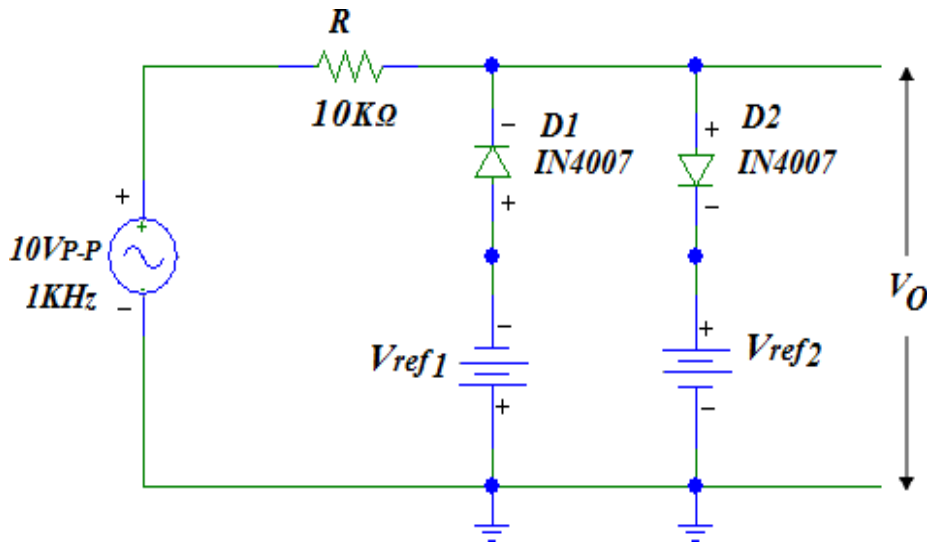 R
10KΩ
- D1
IN4007
+
+ D2
IN4007
-
+
+
10VP-P
1KHz
-
-
-
Vref1
+
+
Vref2
-
VO